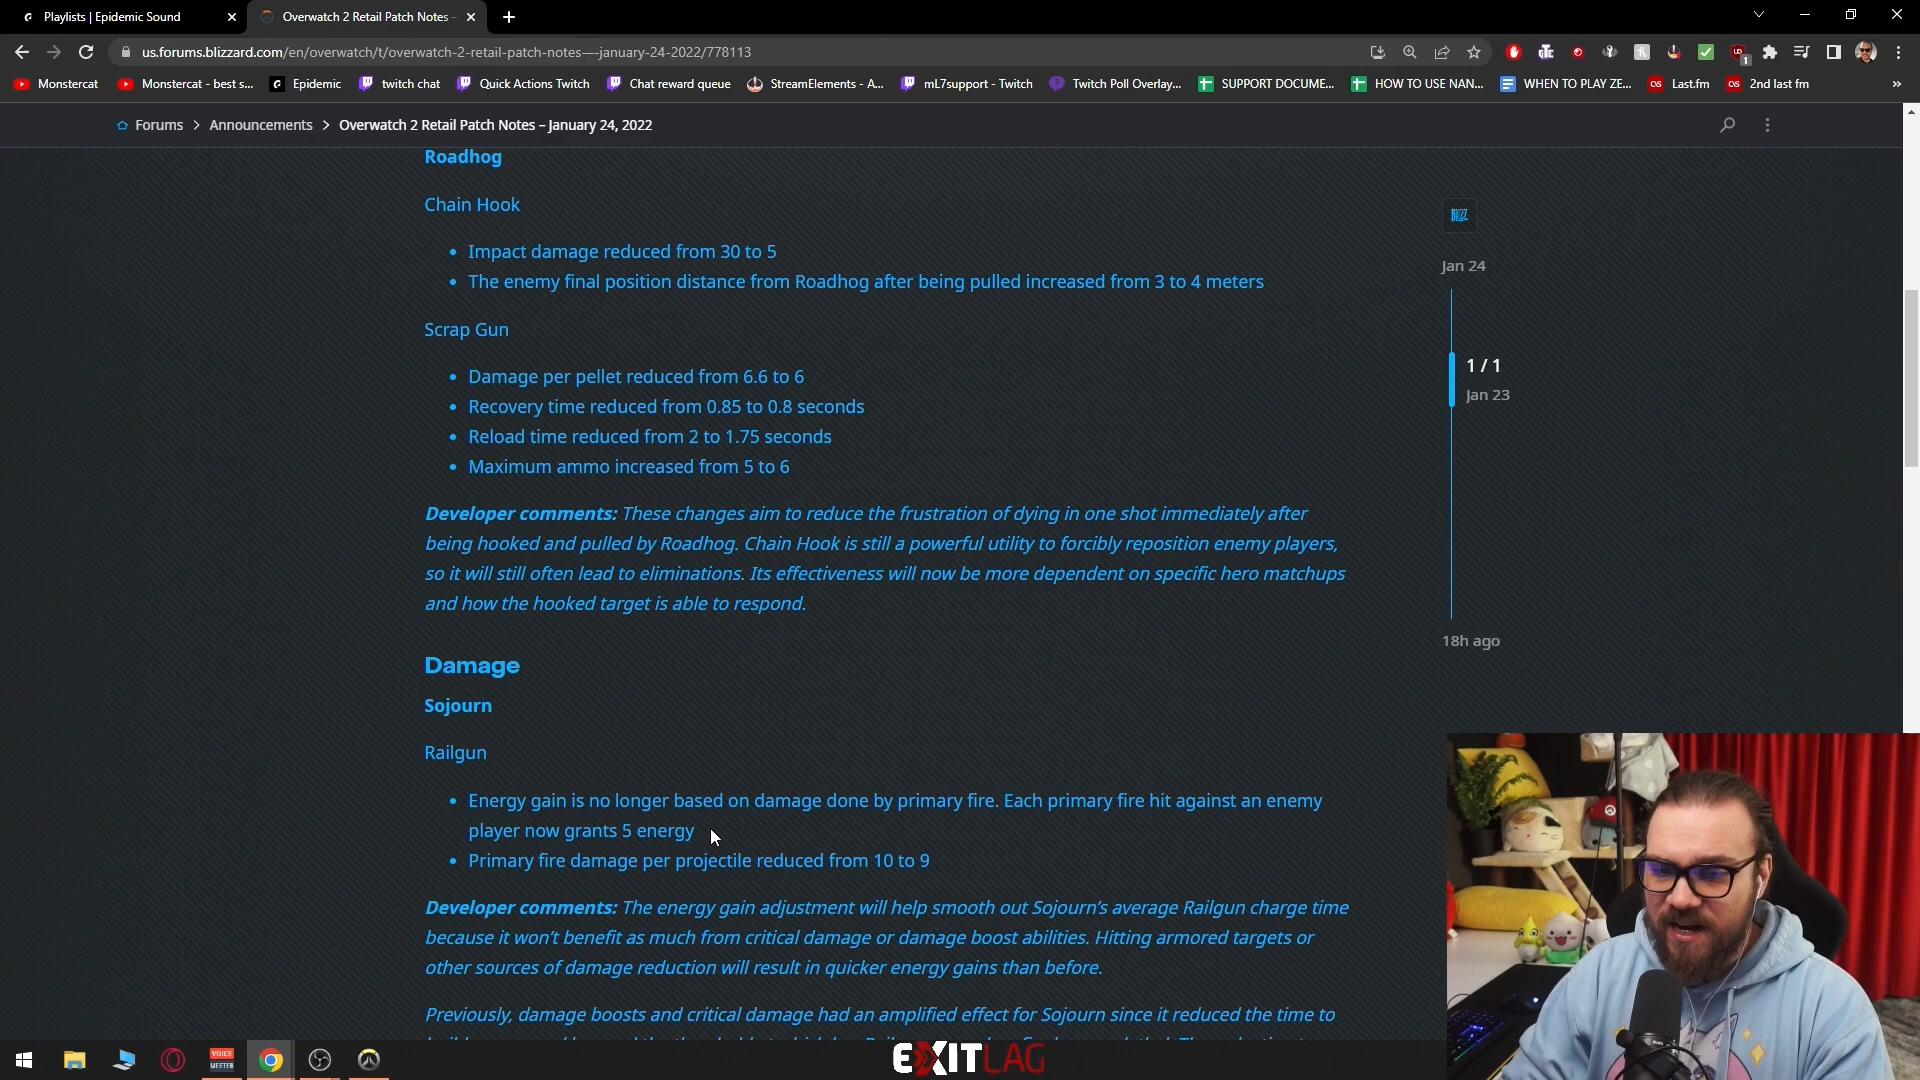 Playlists | Epidemic Sound
Overwatch 2 Retail Patch Notes –
us.forums.blizzard.com/en/overwatch/t/overwatch-2-retail-patch-notes-–-january-24-2022/778113
Monstercat
Monstercat - best s...
Epidemic
twitch chat
Quick Actions Twitch
Chat reward queue
StreamElements - A...
mL7support - Twitch
Twitch Poll Overlay...
SUPPORT DOCUME...
HOW TO USE NAN...
WHEN TO PLAY ZE...
Last.fm
2nd last fm
Forums > Announcements > Overwatch 2 Retail Patch Notes – January 24, 2022
Roadhog
Chain Hook
• Impact damage reduced from 30 to 5
• The enemy final position distance from Roadhog after being pulled increased from 3 to 4 meters
Scrap Gun
• Damage per pellet reduced from 6.6 to 6
• Recovery time reduced from 0.85 to 0.8 seconds
• Reload time reduced from 2 to 1.75 seconds
• Maximum ammo increased from 5 to 6
Developer comments: These changes aim to reduce the frustration of dying in one shot immediately after
being hooked and pulled by Roadhog. Chain Hook is still a powerful utility to forcibly reposition enemy players,
so it will still often lead to eliminations. Its effectiveness will now be more dependent on specific hero matchups
and how the hooked target is able to respond.
Damage
Sojourn
Railgun
• Energy gain is no longer based on damage done by primary fire. Each primary fire hit against an enemy
player now grants 5 energy
• Primary fire damage per projectile reduced from 10 to 9
Developer comments: The energy gain adjustment will help smooth out Sojourn's average Railgun charge time
because it won't benefit as much from critical damage or damage boost abilities. Hitting armored targets or
other sources of damage reduction will result in quicker energy gains than before.
Previously, damage boosts and critical damage had an amplified effect for Sojourn since it reduced the time to
BLIZZ
Jan 24
1 / 1
Jan 23
18h ago
VOICE
MEETER
EXITLAG